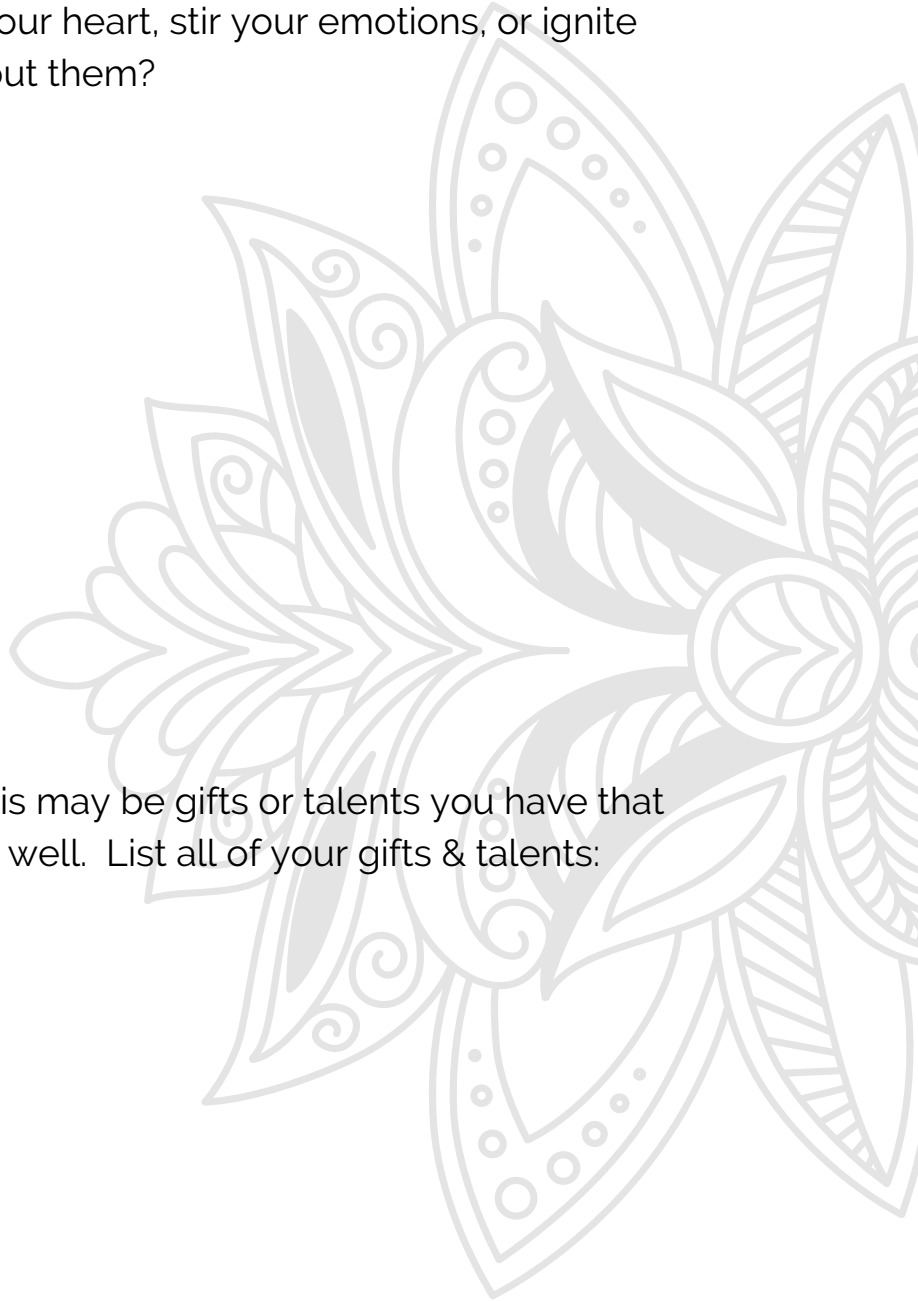 our heart, stir your emotions, or ignite
out them?
is may be gifts or talents you have that
well.  List all of your gifts & talents: